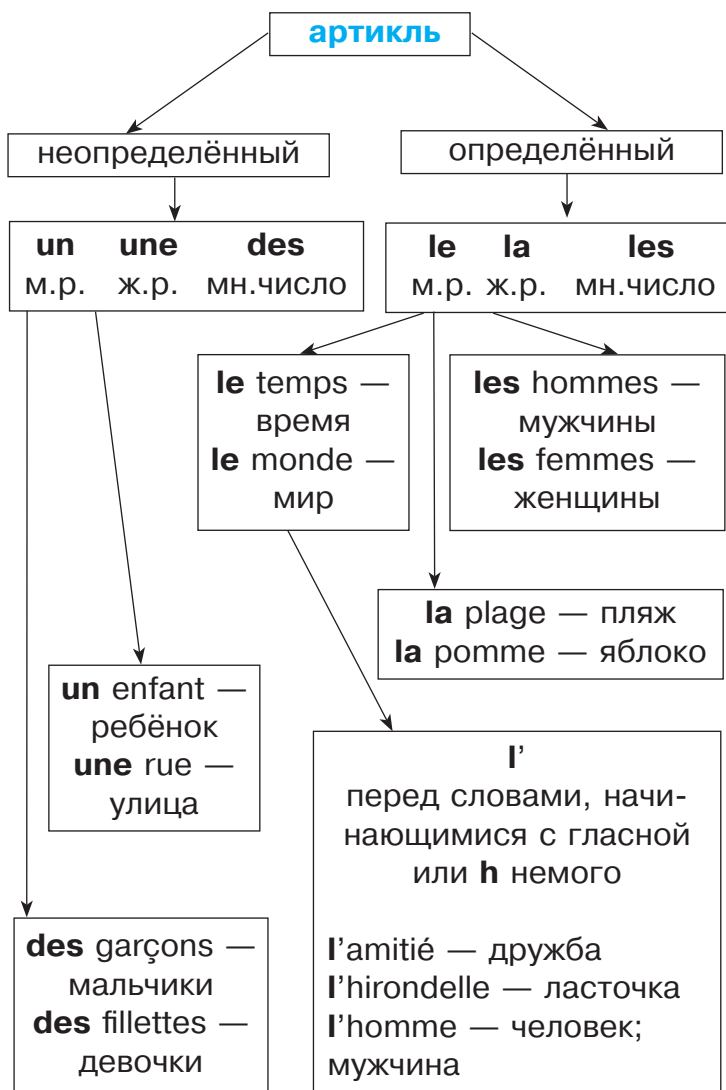 артикль
неопределённый
определённый
un une des
м.р. ж.р. мн.число
le la les
м.р. ж.р. мн.число
le temps —
время
le monde —
мир
les hommes —
мужчины
les femmes —
женщины
la plage — пляж
la pomme — яблоко
un enfant —
ребёнок
une rue —
улица
l’
перед словами, начи-
нающимися с гласной
или h немого
l’amitié — дружба
l’hirondelle — ласточка
l’homme — человек;
мужчина
des garçons —
мальчики
des fillettes —
девочки